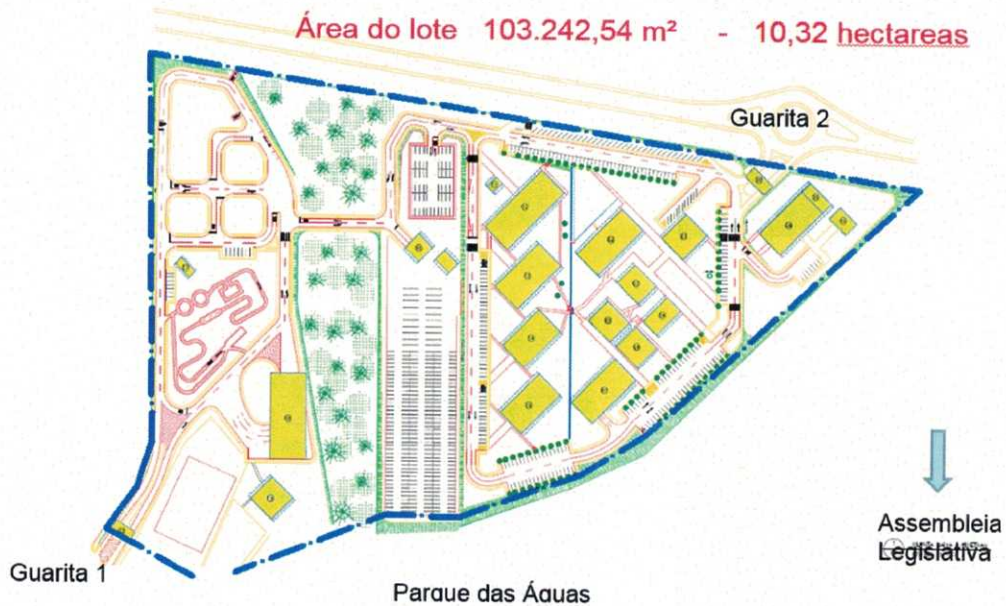 Área do lote 103.242,54 m² - 10,32 hectareas
Guarita 2
Assembleia
Legislativa
Guarita 1
Parque das Águas